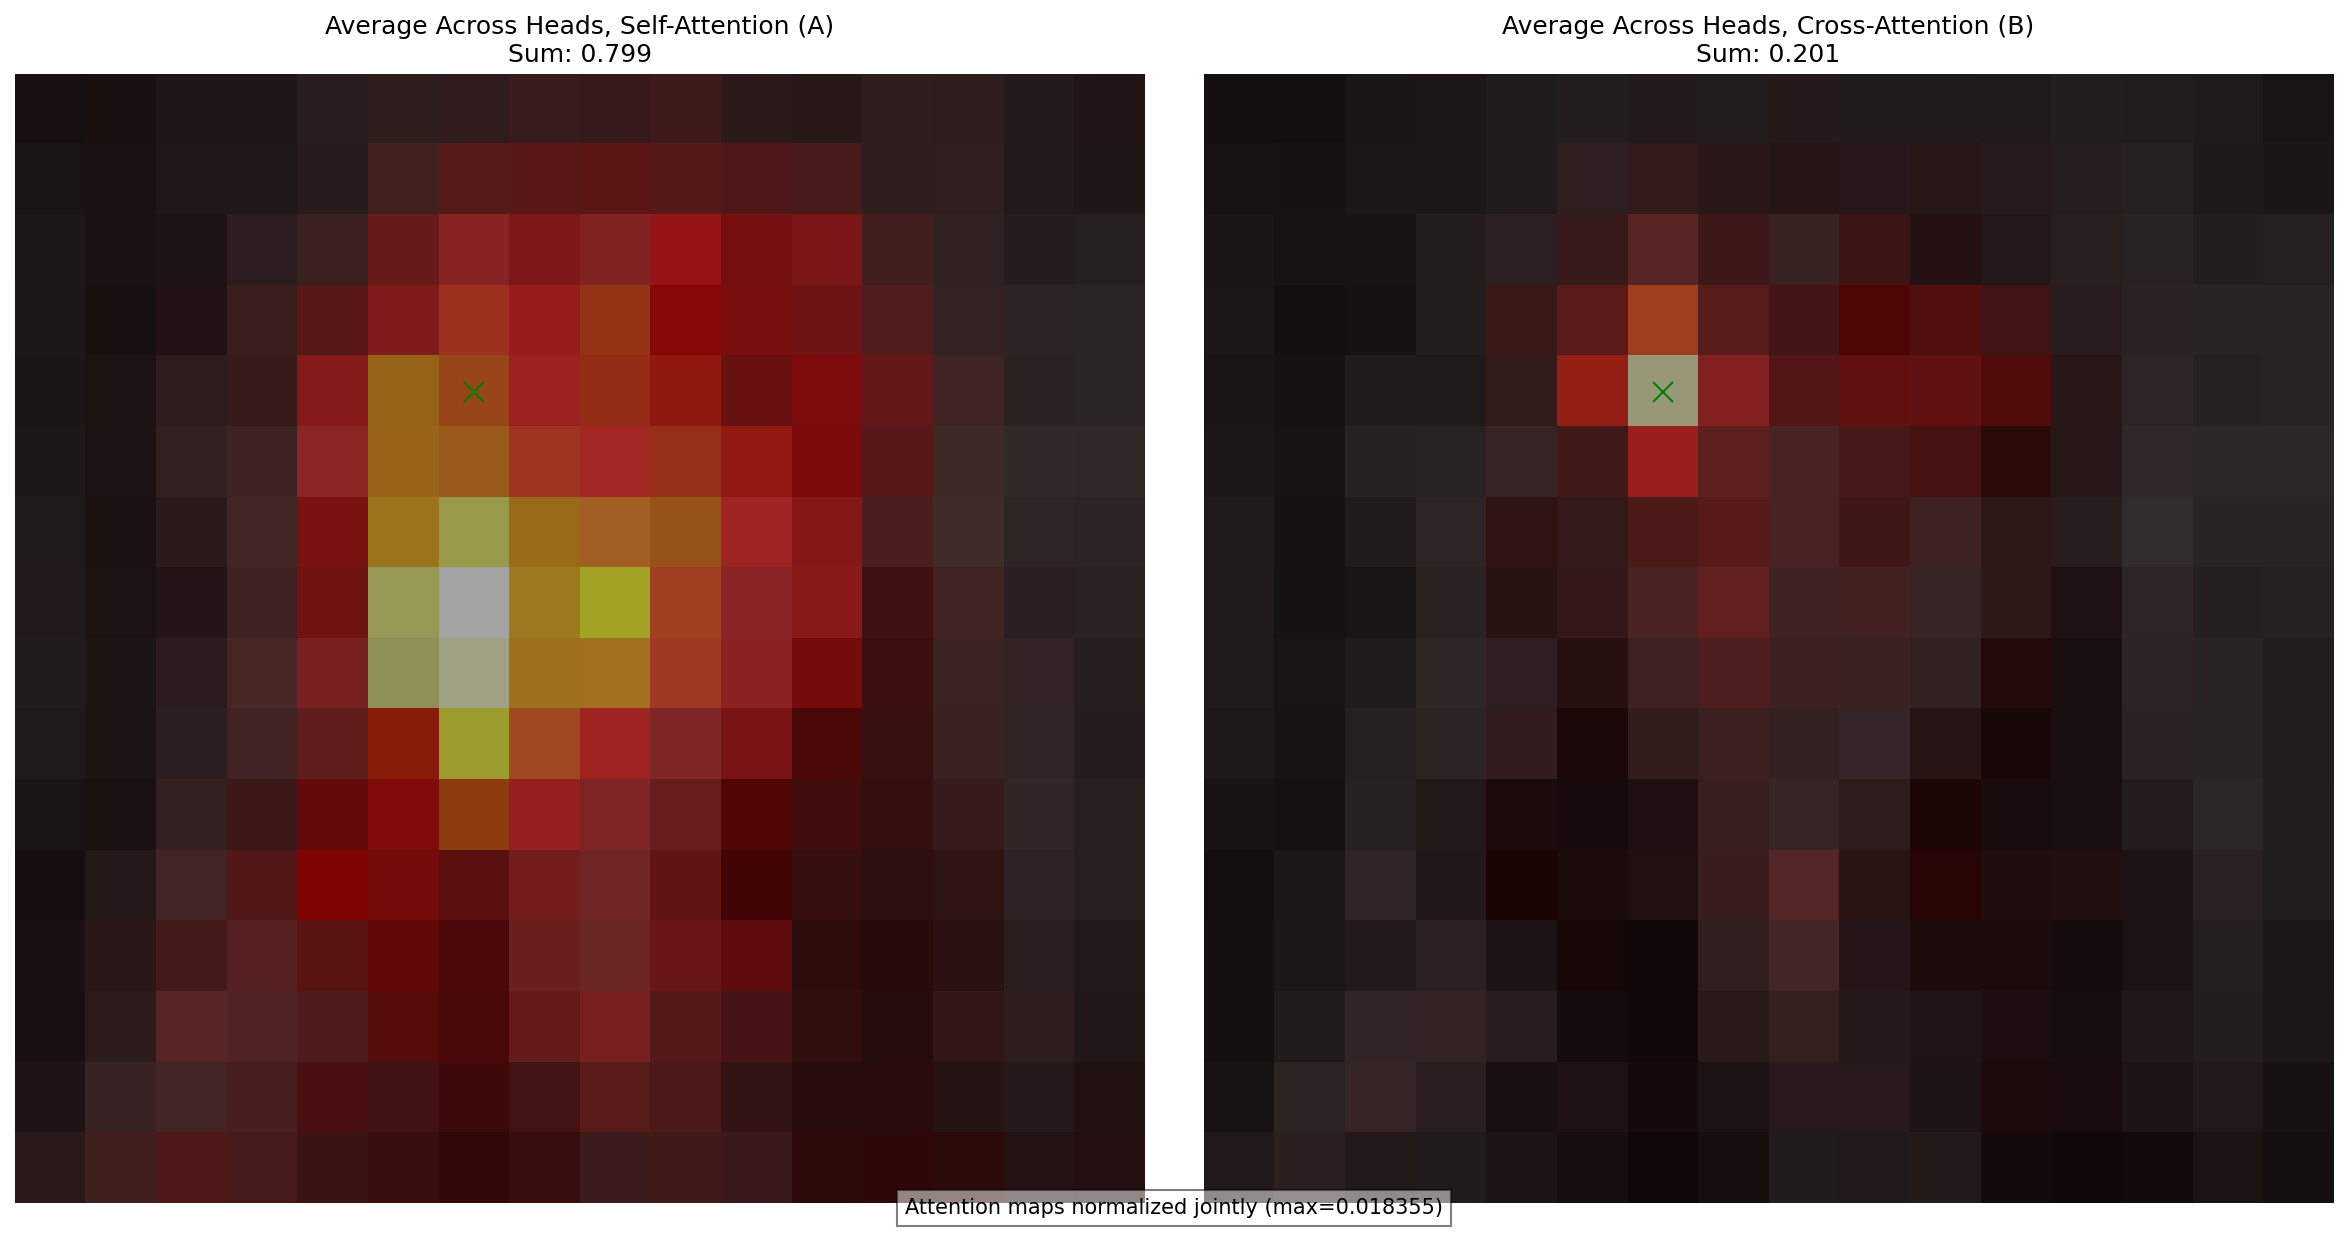 Average Across Heads, Self-Attention (A)
Sum: 0.799
Average Across Heads, Cross-Attention (B)
Sum: 0.201
Attention maps normalized jointly (max=0.018355)